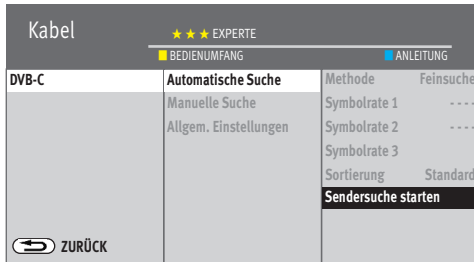 Kabel
★ ★ ★ EXPERTE
BEDIENUMFANG
ANLEITUNG
DVB-C
Automatische Suche
Manuelle Suche
Allgem. Einstellungen
Methode Feinsuche
Symbolrate 1 - - - -
Symbolrate 2 - - - -
Symbolrate 3
Sortierung Standard
Sendersuche starten
ZURÜCK